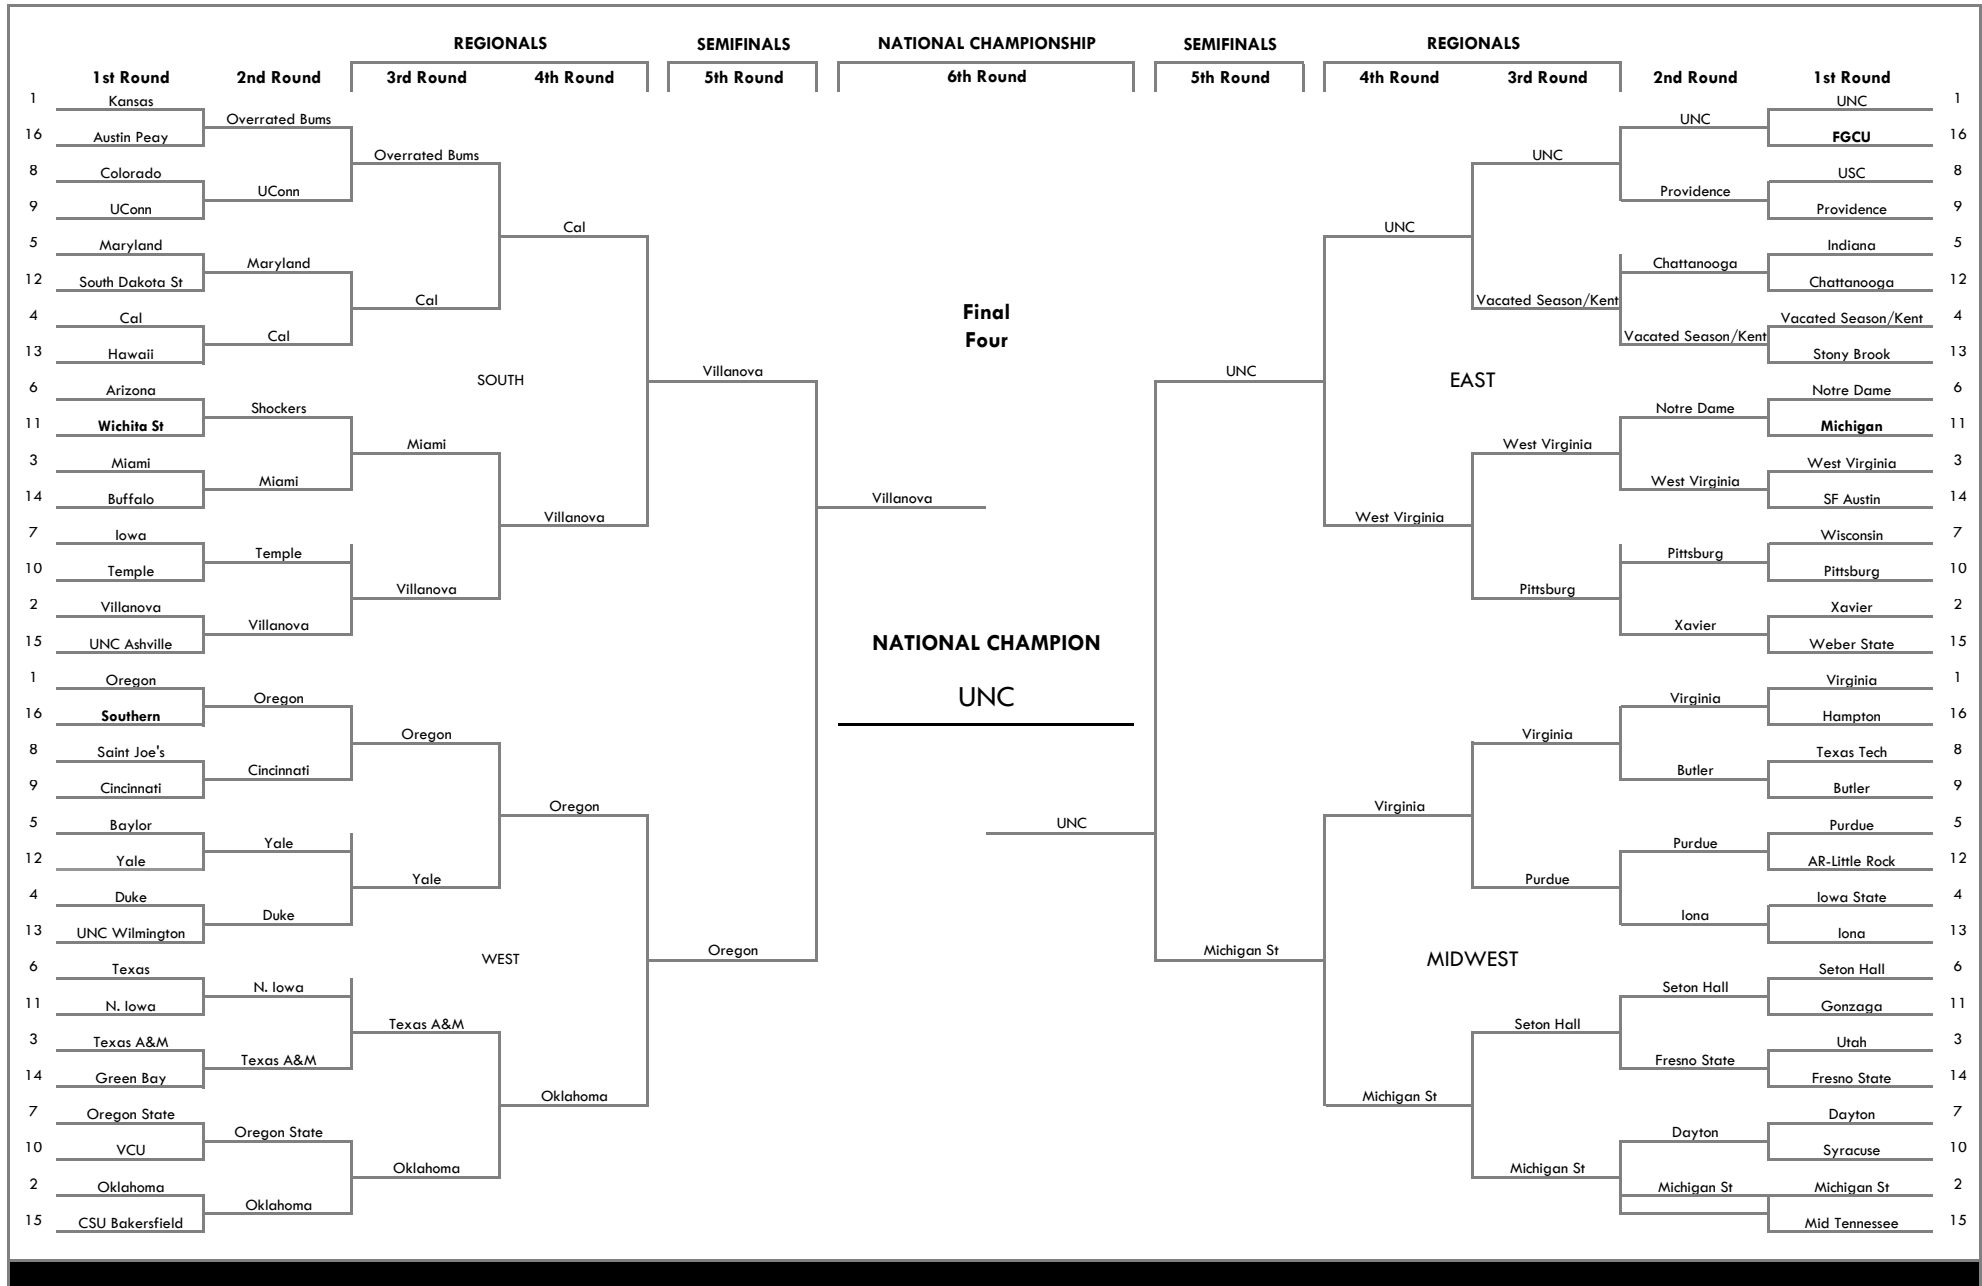 REGIONALS SEMIFINALS NATIONAL CHAMPIONSHIP SEMIFINALS REGIONALS
1st Round 2nd Round 3rd Round 4th Round 5th Round 6th Round 5th Round 4th Round 3rd Round 2nd Round 1st Round
1 Kansas UNC 1
Overrated Bums UNC
16 Austin Peay FGCU 16
Overrated Bums UNC
8 Colorado USC 8
UConn Providence
9 UConn Providence 9
Cal UNC
5 Maryland Indiana 5
Maryland Chattanooga
12 South Dakota St Chattanooga 12
Cal Vacated Season/Kent
4 Cal Vacated Season/Kent 4
Final
Cal Vacated Season/Kent
Four
13 Hawaii Stony Brook 13
Villanova UNC
SOUTH EAST
6 Arizona Notre Dame 6
Shockers Notre Dame
11 Wichita St Michigan 11
Miami West Virginia
3 Miami West Virginia 3
Miami West Virginia
14 Buffalo Villanova SF Austin 14
Villanova West Virginia
7 Iowa Wisconsin 7
Temple Pittsburg
10 Temple Pittsburg 10
Villanova Pittsburg
2 Villanova Xavier 2
Villanova Xavier
15 UNC Ashville NATIONAL CHAMPION Weber State 15
1 Oregon Virginia 1
Oregon UNC Virginia
16 Southern Hampton 16
Oregon Virginia
8 Saint Joe's Texas Tech 8
Cincinnati Butler
9 Cincinnati Butler 9
Oregon Virginia
5 Baylor UNC Purdue 5
Yale Purdue
12 Yale AR-Little Rock 12
Yale Purdue
4 Duke Iowa State 4
Duke Iona
13 UNC Wilmington Iona 13
Oregon Michigan St
WEST MIDWEST
6 Texas Seton Hall 6
N. Iowa Seton Hall
11 N. Iowa Gonzaga 11
Texas A&M Seton Hall
3 Texas A&M Utah 3
Texas A&M Fresno State
14 Green Bay Fresno State 14
Oklahoma Michigan St
7 Oregon State Dayton 7
Oregon State Dayton
10 VCU Syracuse 10
Oklahoma Michigan St
2 Oklahoma Michigan St Michigan St 2
Oklahoma
15 CSU Bakersfield Mid Tennessee 15